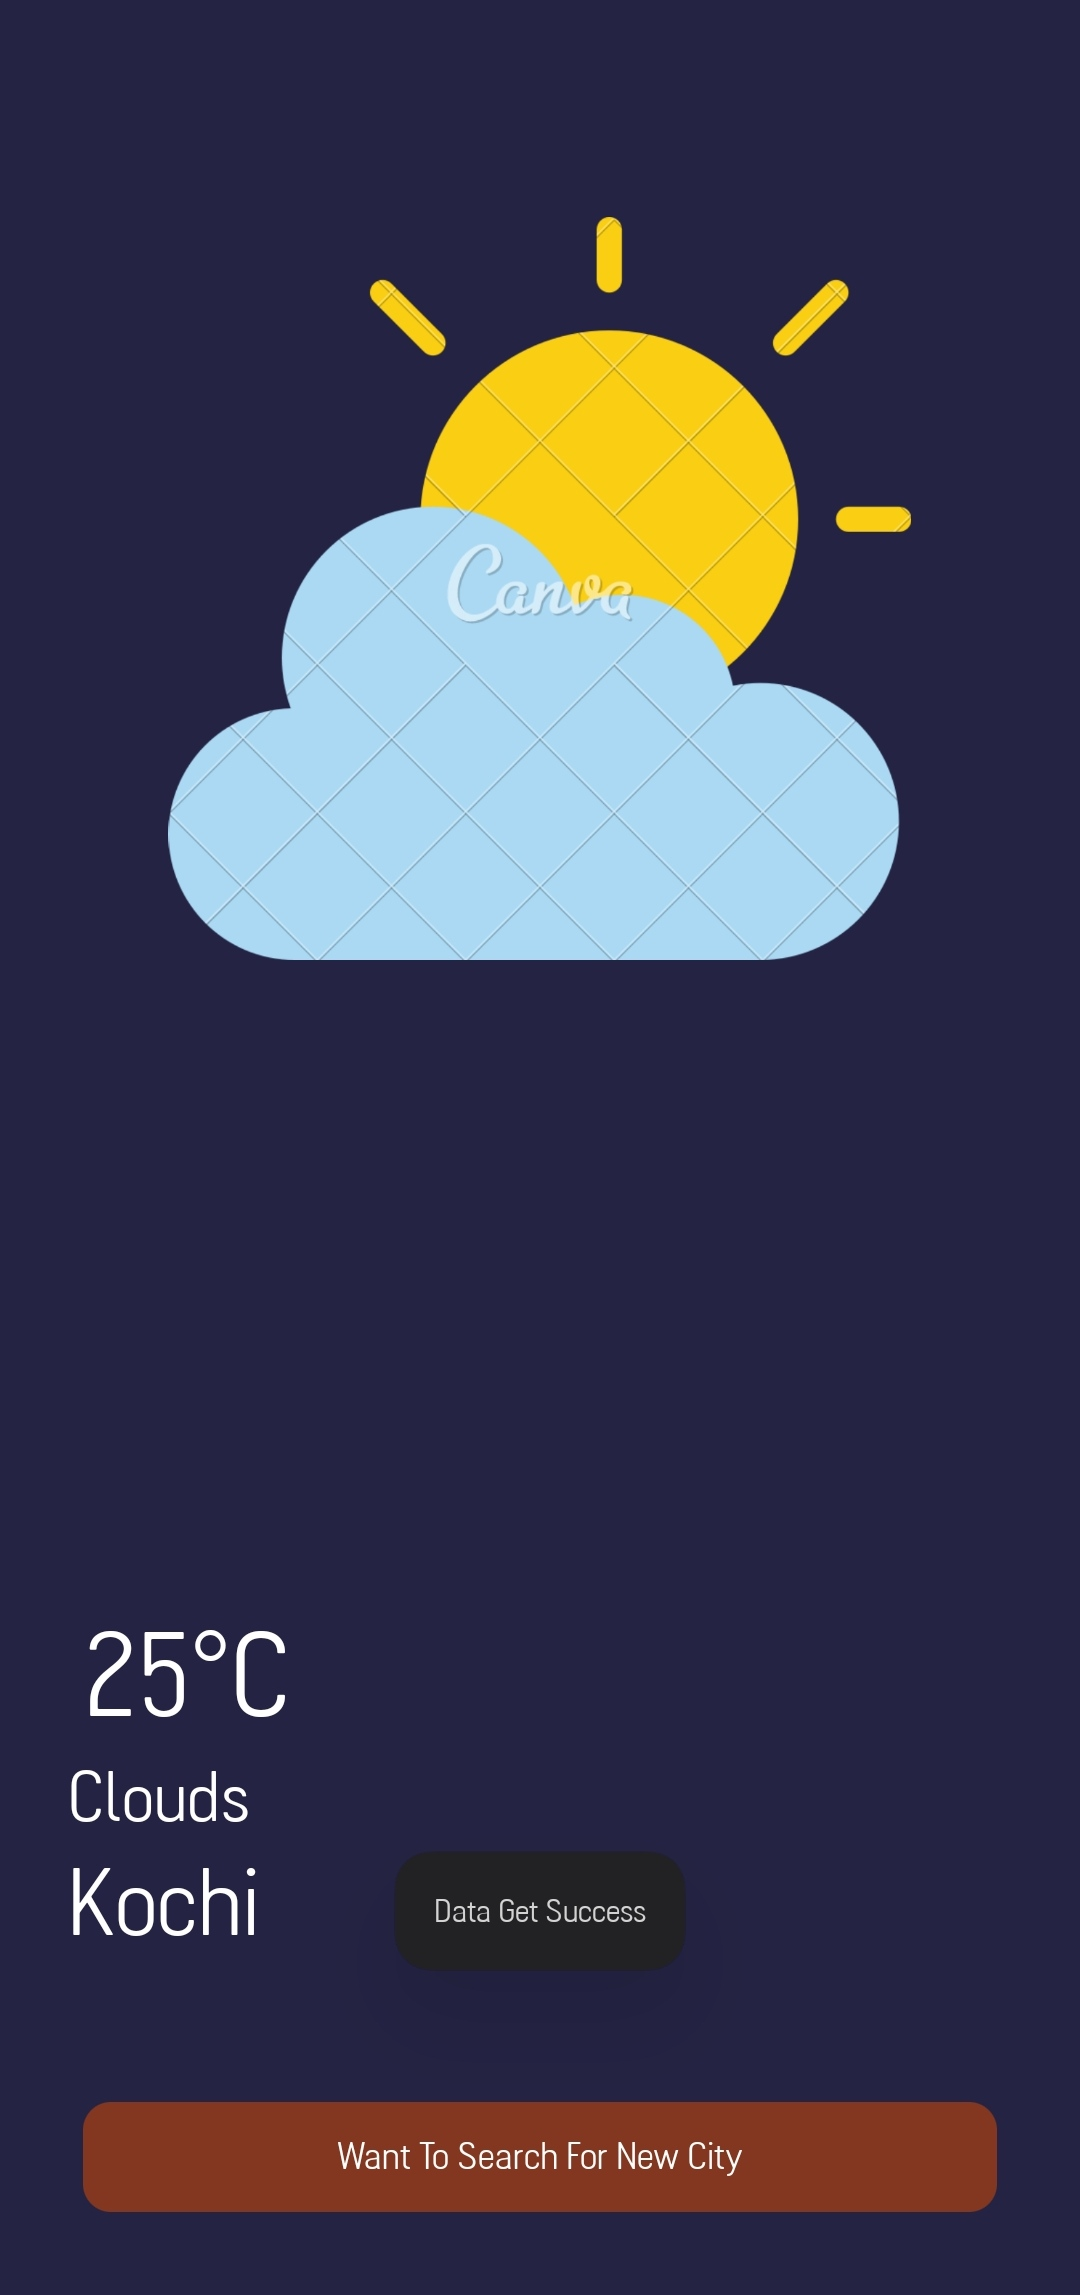 Canva
25°C
Clouds
Kochi
Data Get Success
Want To Search For New City